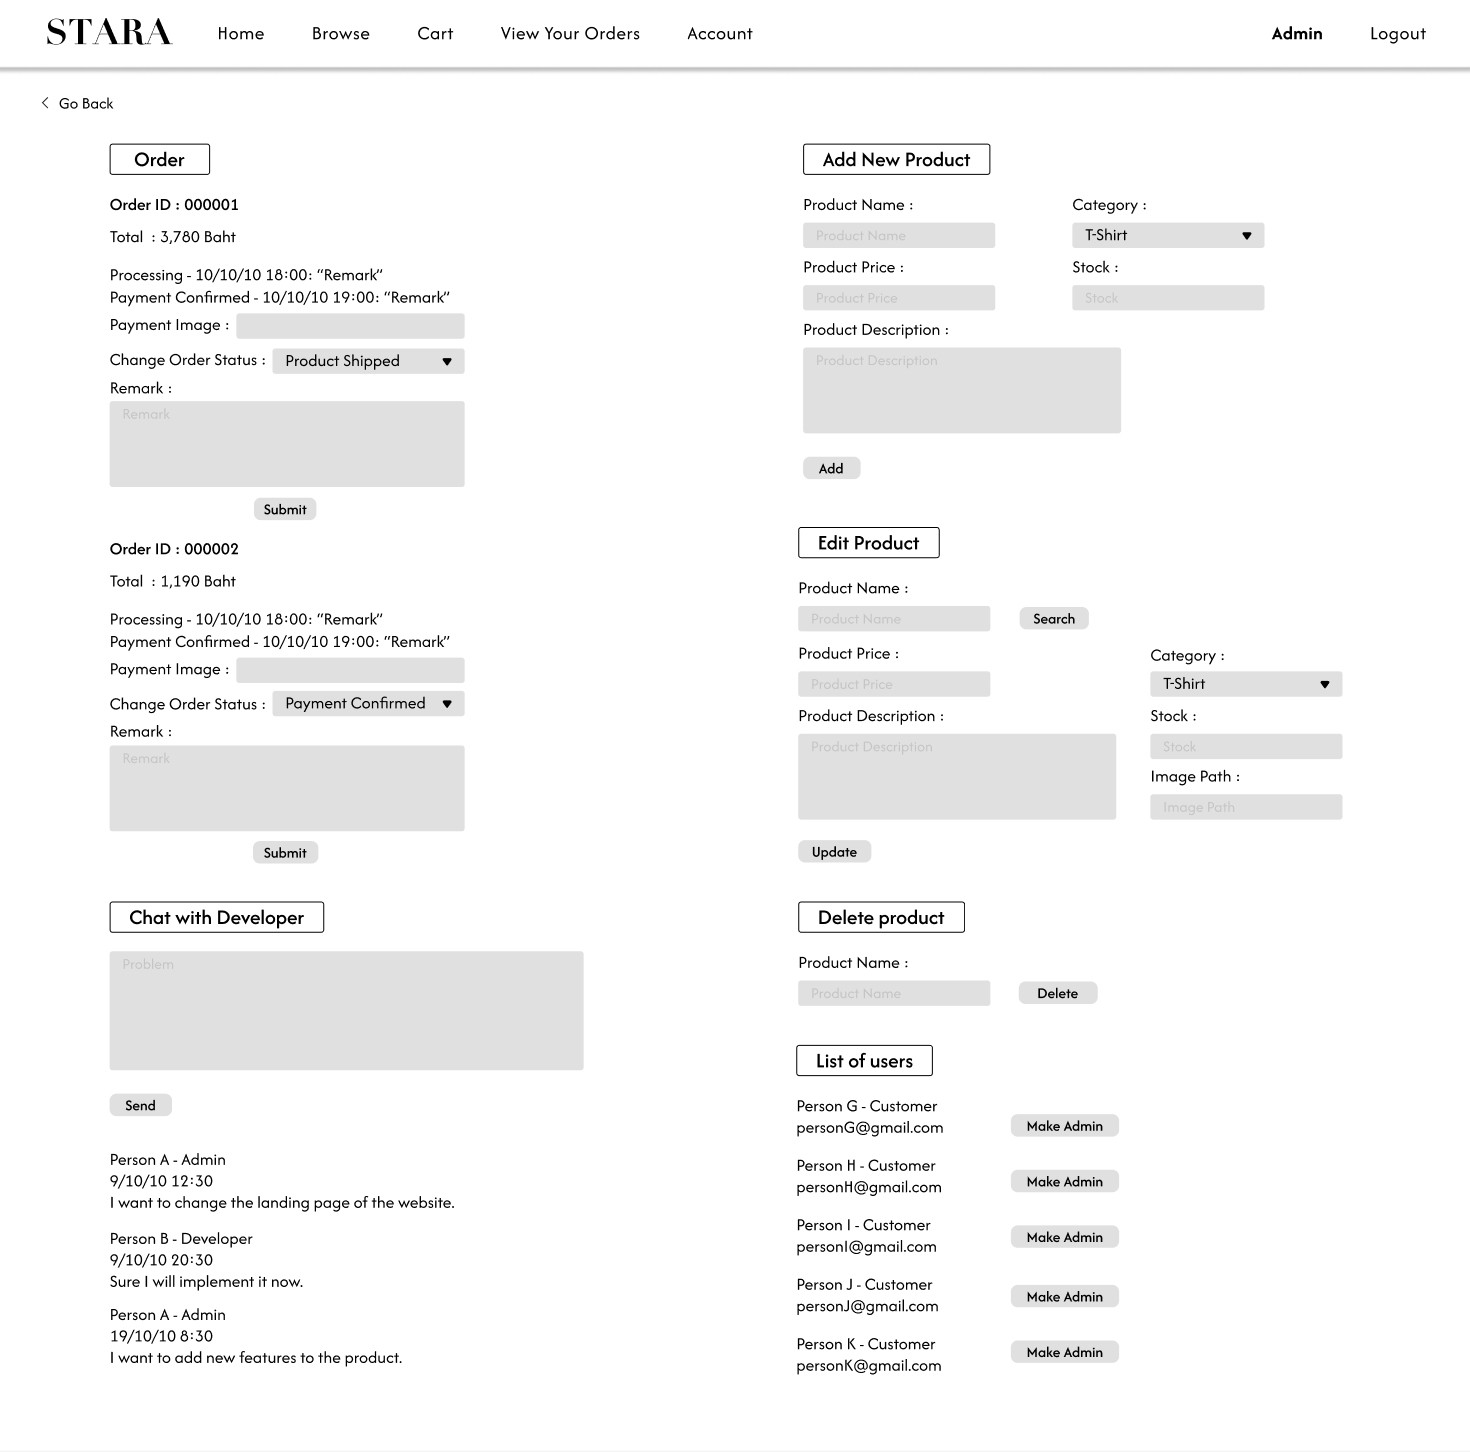 STARA
Home
Browse
Cart
View Your Orders
Account
Admin
Logout
Go Back
Order
Order ID : 000001
Total : 3,780 Baht
Processing - 10/10/10 18:00: “Remark”
Payment Confirmed - 10/10/10 19:00: “Remark”
Payment Image :
Change Order Status : Product Shipped
Remark :
Remark
Submit
Order ID : 000002
Total : 1,190 Baht
Processing - 10/10/10 18:00: “Remark”
Payment Confirmed - 10/10/10 19:00: “Remark”
Payment Image :
Change Order Status : Payment Confirmed
Remark :
Remark
Submit
Chat with Developer
Problem
Send
Person A - Admin
9/10/10 12:30
I want to change the landing page of the website.
Person B - Developer
9/10/10 20:30
Sure I will implement it now.
Person A - Admin
19/10/10 8:30
I want to add new features to the product.
Add New Product
Product Name :
Product Name
Category :
T-Shirt
Product Price :
Product Price
Stock :
Stock
Product Description :
Product Description
Add
Edit Product
Product Name :
Product Name
Search
Product Price :
Product Price
Category :
T-Shirt
Product Description :
Product Description
Stock :
Stock
Image Path :
Image Path
Update
Delete product
Product Name :
Product Name
Delete
List of users
Person G - Customer
personG@gmail.com
Make Admin
Person H - Customer
personH@gmail.com
Make Admin
Person I - Customer
personI@gmail.com
Make Admin
Person J - Customer
personJ@gmail.com
Make Admin
Person K - Customer
personK@gmail.com
Make Admin